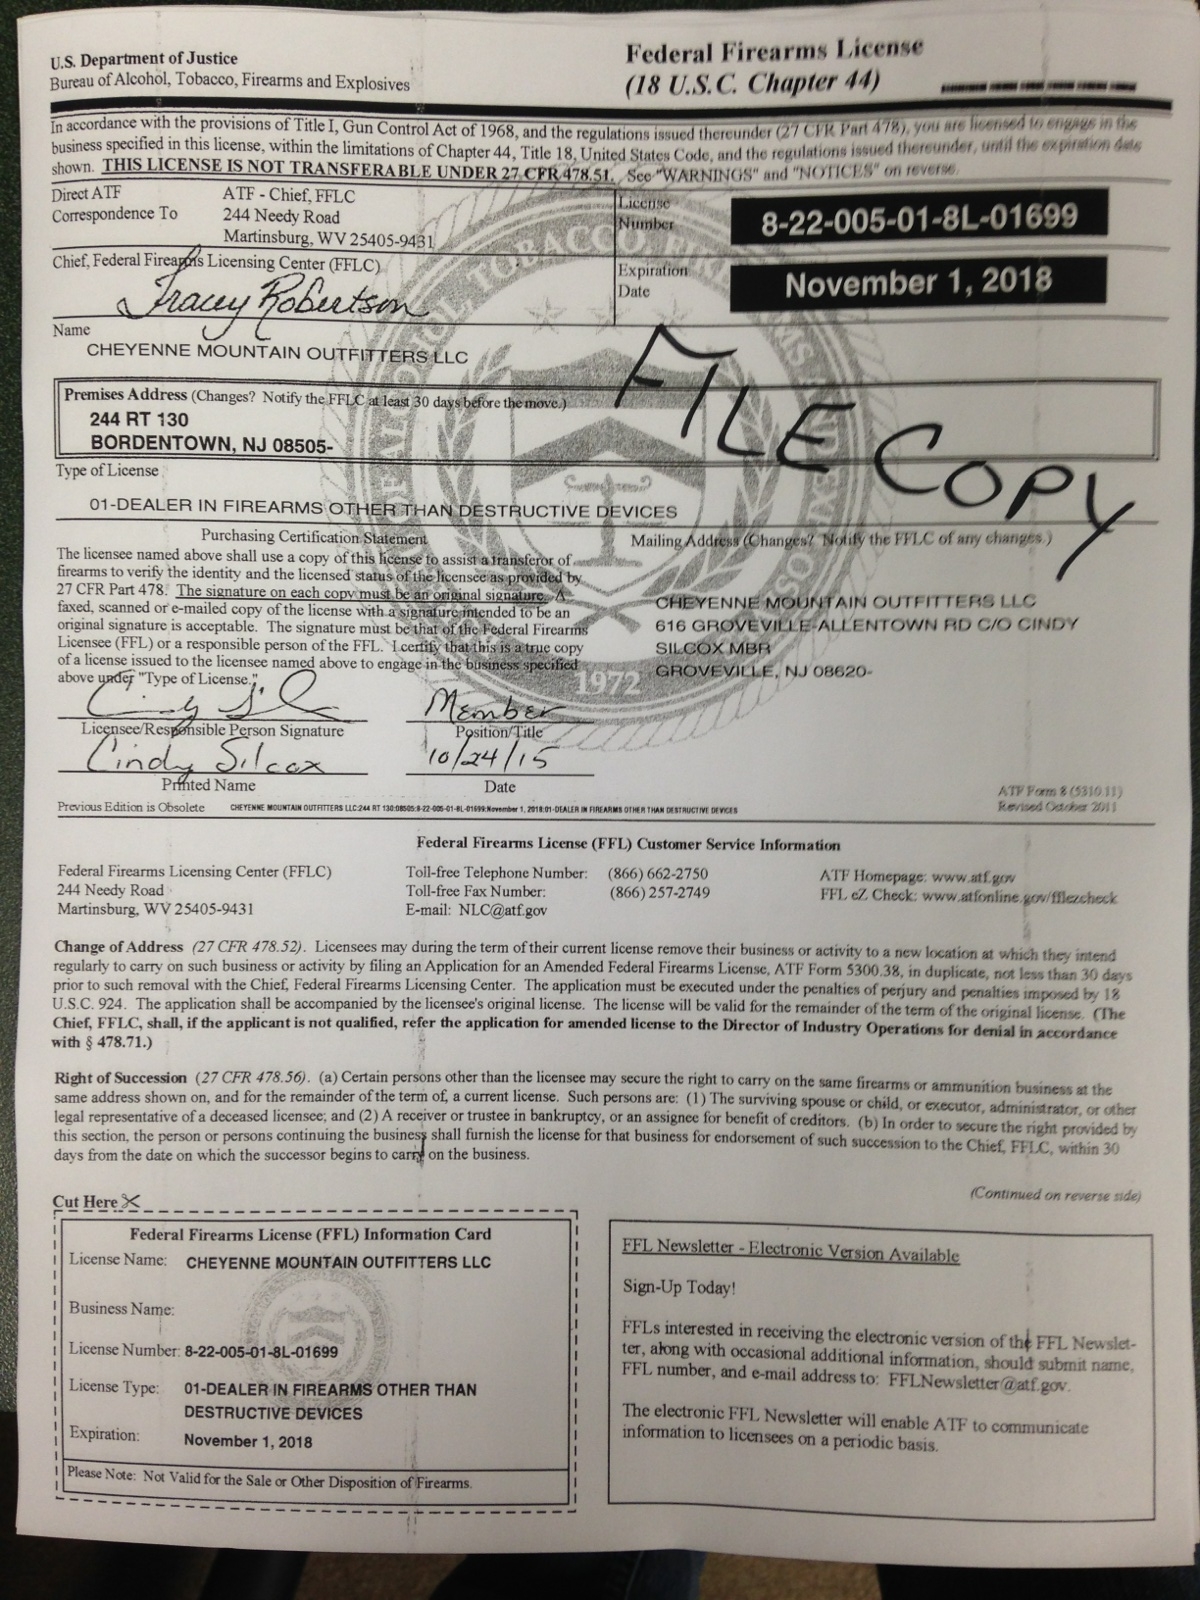 U.S. Department of Justice
Bureau of Alcohol, Tobacco, Firearms and Explosives
Federal Firearms License
(18 U.S.C. Chapter 44)
In accordance with the provisions of Title I, Gun Control Act of 1968, and the regulations issued thereunder (27 CFR Part 478), you are licensed to engage in the
business specified in this license, within the limitations of Chapter 44, Title 18, United States Code, and the regulations issued thereunder, until the expiration date
shown. THIS LICENSE IS NOT TRANSFERABLE UNDER 27 CFR 478.51. See "WARNINGS" and "NOTICES" on reverse.
Direct ATF
Correspondence To
ATF - Chief, FFLC
244 Needy Road
Martinsburg, WV 25405-9431
License
Number
8-22-005-01-8L-01699
Chief, Federal Firearms Licensing Center (FFLC)
Tracey Robertson
Expiration
Date
November 1, 2018
Name
CHEYENNE MOUNTAIN OUTFITTERS LLC
FILE COPY
Premises Address (Changes? Notify the FFLC at least 30 days before the move.)
244 RT 130
BORDENTOWN, NJ 08505-
Type of License
01-DEALER IN FIREARMS OTHER THAN DESTRUCTIVE DEVICES
Purchasing Certification Statement
The licensee named above shall use a copy of this license to assist a transferor of
firearms to verify the identity and the licensed status of the licensee as provided by
27 CFR Part 478. The signature on each copy must be an original signature. A
faxed, scanned or e-mailed copy of the license with a signature intended to be an
original signature is acceptable. The signature must be that of the Federal Firearms
Licensee (FFL) or a responsible person of the FFL. I certify that this is a true copy
of a license issued to the licensee named above to engage in the business specified
above under "Type of License."
Mailing Address (Changes? Notify the FFLC of any changes.)
CHEYENNE MOUNTAIN OUTFITTERS LLC
616 GROVEVILLE-ALLENTOWN RD C/O CINDY
SILCOX MBR
GROVEVILLE, NJ 08620-
1972
Member
Licensee/Responsible Person Signature
Position/Title
Cindy Silcox
10/24/15
Printed Name
Date
ATF Form 8 (5310.11)
Revised October 2011
Previous Edition is Obsolete
CHEYENNE MOUNTAIN OUTFITTERS LLC:244 RT 130:08505:8-22-005-01-8L-01699:November 1, 2018:01-DEALER IN FIREARMS OTHER THAN DESTRUCTIVE DEVICES
Federal Firearms License (FFL) Customer Service Information
Federal Firearms Licensing Center (FFLC)
244 Needy Road
Martinsburg, WV 25405-9431
Toll-free Telephone Number: (866) 662-2750
Toll-free Fax Number: (866) 257-2749
E-mail: NLC@atf.gov
ATF Homepage: www.atf.gov
FFL eZ Check: www.atfonline.gov/fflezcheck
Change of Address (27 CFR 478.52). Licensees may during the term of their current license remove their business or activity to a new location at which they intend
regularly to carry on such business or activity by filing an Application for an Amended Federal Firearms License, ATF Form 5300.38, in duplicate, not less than 30 days
prior to such removal with the Chief, Federal Firearms Licensing Center. The application must be executed under the penalties of perjury and penalties imposed by 18
U.S.C. 924. The application shall be accompanied by the licensee's original license. The license will be valid for the remainder of the term of the original license. (The
Chief, FFLC, shall, if the applicant is not qualified, refer the application for amended license to the Director of Industry Operations for denial in accordance
with § 478.71.)
Right of Succession (27 CFR 478.56). (a) Certain persons other than the licensee may secure the right to carry on the same firearms or ammunition business at the
same address shown on, and for the remainder of the term of, a current license. Such persons are: (1) The surviving spouse or child, or executor, administrator, or other
legal representative of a deceased licensee; and (2) A receiver or trustee in bankruptcy, or an assignee for benefit of creditors. (b) In order to secure the right provided by
this section, the person or persons continuing the business shall furnish the license for that business for endorsement of such succession to the Chief, FFLC, within 30
days from the date on which the successor begins to carry on the business.
(Continued on reverse side)
Cut Here
Federal Firearms License (FFL) Information Card
License Name: CHEYENNE MOUNTAIN OUTFITTERS LLC
Business Name:
License Number: 8-22-005-01-8L-01699
License Type: 01-DEALER IN FIREARMS OTHER THAN
DESTRUCTIVE DEVICES
Expiration: November 1, 2018
Please Note: Not Valid for the Sale or Other Disposition of Firearms.
FFL Newsletter - Electronic Version Available
Sign-Up Today!
FFLs interested in receiving the electronic version of the FFL Newslet-
ter, along with occasional additional information, should submit name,
FFL number, and e-mail address to: FFLNewsletter@atf.gov.
The electronic FFL Newsletter will enable ATF to communicate
information to licensees on a periodic basis.